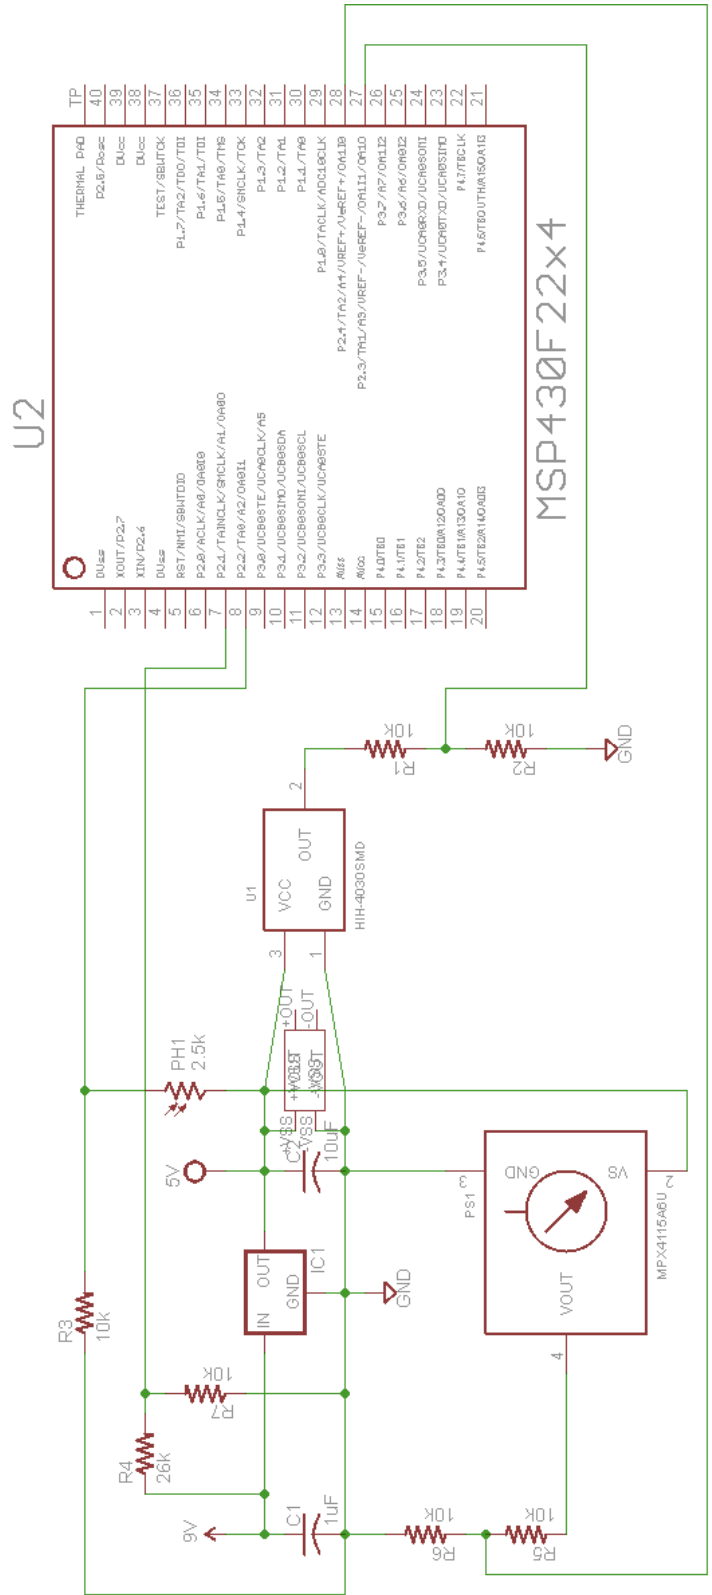 U2
MSP430F22x4
TP
40
39
38
37
36
35
34
33
32
31
30
29
28
27
26
25
24
23
22
21
THERMAL PAD
P2.5/Rosc
DVcc
DVcc
TEST/SBWTCK
P1.7/TA2/TDO/TDI
P1.6/TA1/TDI
P1.5/TA0/TMS
P1.4/SMCLK/TCK
P1.3/TA2
P1.2/TA1
P1.1/TA0
P1.0/TACLK/ADC10CLK
P2.4/TA2/A4/VREF+/VeREF+/OA1I0
P2.3/TA1/A3/VREF-/VeREF-/OA1I1/OA1O
P3.7/A7/OA1I2
P3.6/A6/OA0I2
P3.5/UCA0RXD/UCA0SOMI
P3.4/UCA0TXD/UCA0SIMO
P4.7/TBCLK
P4.6/TBOUTH/A15/OA1I3
DVss
XOUT/P2.7
XIN/P2.6
DVss
RST/NMI/SBWTDIO
P2.0/ACLK/A0/OA0I0
P2.1/TAINCLK/SMCLK/A1/OA0O
P2.2/TA0/A2/OA0I1
P3.0/UCB0STE/UCA0CLK/A5
P3.1/UCB0SIMO/UCB0SDA
P3.2/UCB0SOMI/UCB0SCL
P3.3/UCB0CLK/UCA0STE
AVss
AVcc
P4.0/TB0
P4.1/TB1
P4.2/TB2
P4.3/TB0/A12/OA0O
P4.4/TB1/A13/OA1O
P4.5/TB2/A14/OA0I3
1
2
3
4
5
6
7
8
9
10
11
12
13
14
15
16
17
18
19
20
R1
10k
R2
10k
GND
U1
HIH-4030SMD
VCC
GND
OUT
3
1
2
PH1
2.5K
+OUT
-OUT
+VSS
-VSS
5V
C2
10uF
IC1
IN
OUT
GND
GND
PS1
MPX4115A6U
GND
VS
VOUT
3
2
4
R3
10k
R4
26k
R7
10k
9V
C1
1uF
R6
10k
R5
10k